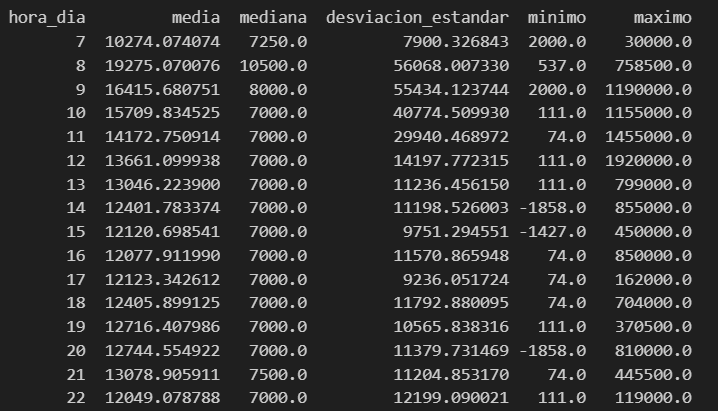 hora_dia media mediana desviacion_estandar minimo maximo
7 10274.074074 7250.0 7900.326843 2000.0 30000.0
8 19275.070076 10500.0 56068.007330 537.0 758500.0
9 16415.680751 8000.0 55434.123744 2000.0 1190000.0
10 15709.834525 7000.0 40774.509930 111.0 1155000.0
11 14172.750914 7000.0 29940.468972 74.0 1455000.0
12 13661.099938 7000.0 14197.772315 111.0 1920000.0
13 13046.223900 7000.0 11236.456150 111.0 799000.0
14 12401.783374 7000.0 11198.526003 -1858.0 855000.0
15 12120.698541 7000.0 9751.294551 -1427.0 450000.0
16 12077.911990 7000.0 11570.865948 74.0 850000.0
17 12123.342612 7000.0 9236.051724 74.0 162000.0
18 12405.899125 7000.0 11792.880095 74.0 704000.0
19 12716.407986 7000.0 10565.838316 111.0 370500.0
20 12744.554922 7000.0 11379.731469 -1858.0 810000.0
21 13078.905911 7500.0 11204.853170 74.0 445500.0
22 12049.078788 7000.0 12199.090021 111.0 119000.0